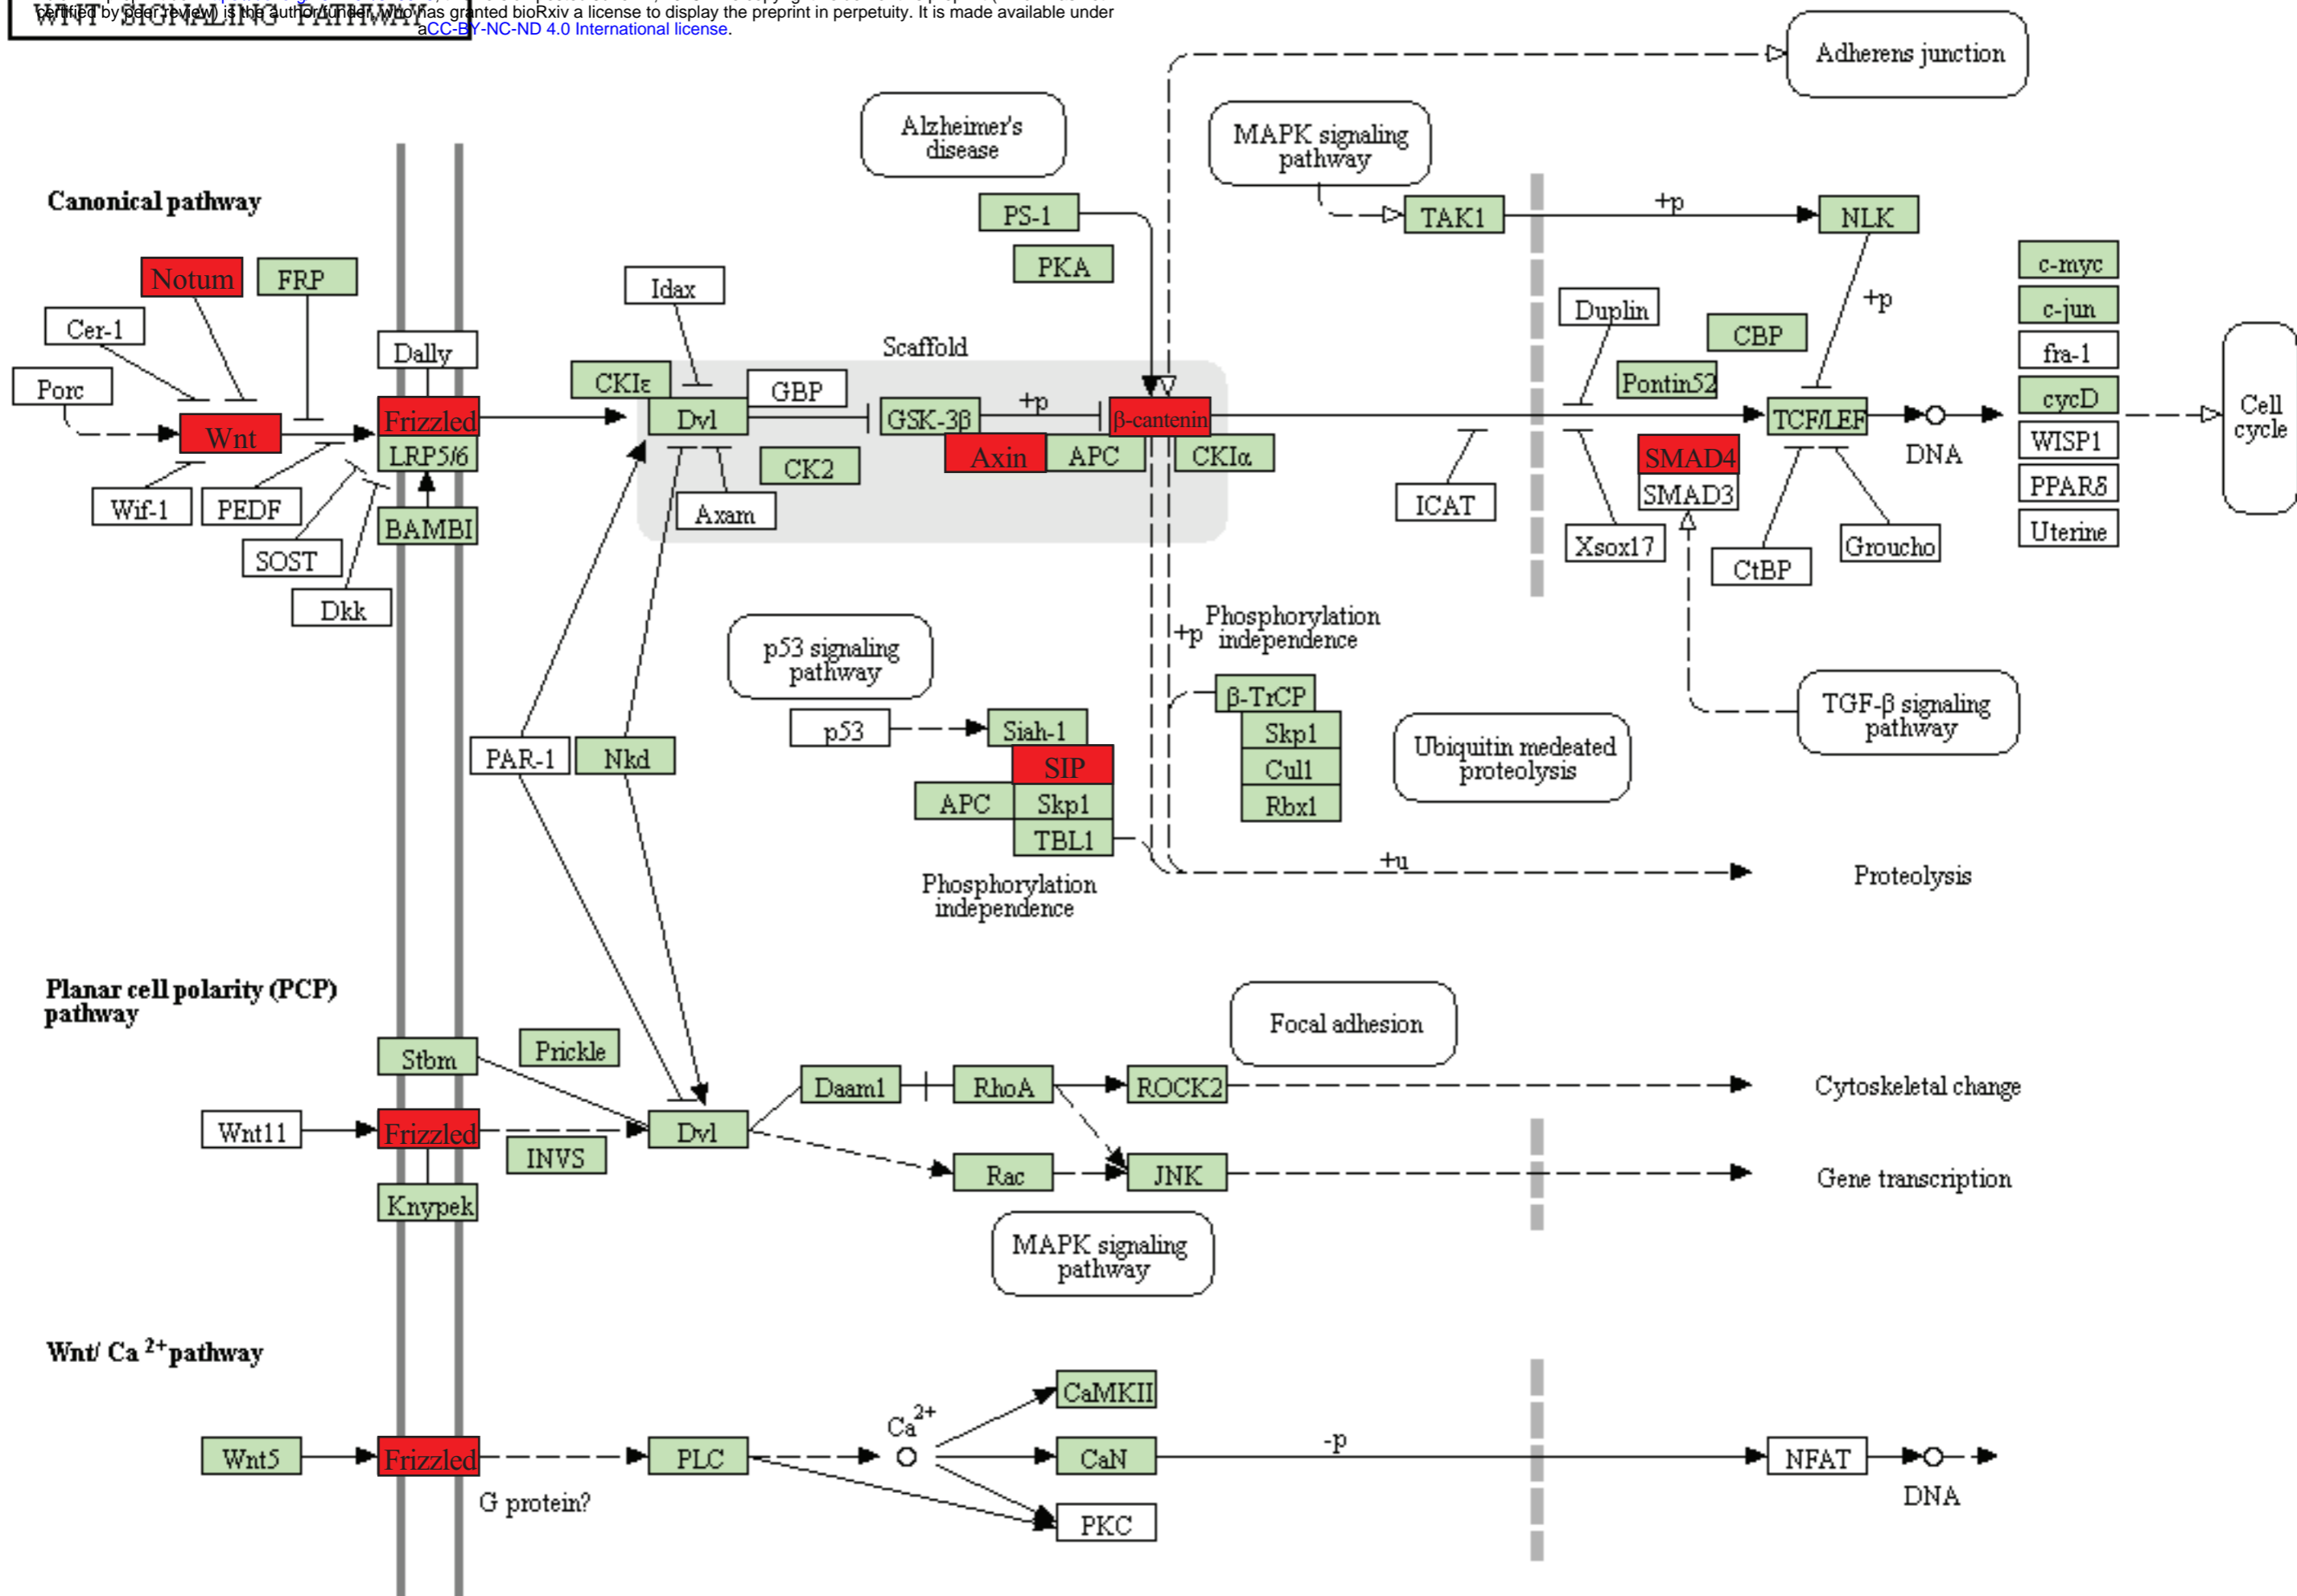 certified by peer review) is the author/funder, who has granted bioRxiv a license to display the preprint in perpetuity. It is made available under
aCC-BY-NC-ND 4.0 International license.
WNT SIGNALING PATHWAY
Adherens junction
Alzheimer's
disease
MAPK signaling
pathway
Canonical pathway
PS-1
TAK1
+p
NLK
PKA
Notum
FRP
Idax
c-myc
Cer-1
Duplin
+p
c-jun
CBP
Dally
Scaffold
fra-1
Porc
CKIε
GBP
Pontin52
cycD
Wnt
Frizzled
Dvl
GSK-3β
+p
β-cantenin
TCF/LEF
DNA
Cell
cycle
LRP5/6
CK2
Axin
APC
CKIα
SMAD4
WISP1
Wif-1
PEDF
BAMBI
Axam
ICAT
SMAD3
PPARδ
SOST
Xsox17
Groucho
Uterine
Dkk
CtBP
Phosphorylation
independence
+p
p53 signaling
pathway
β-TrCP
TGF-β signaling
pathway
p53
Siah-1
Skp1
PAR-1
Nkd
SIP
Cul1
Ubiquitin medeated
proteolysis
APC
Skp1
Rbx1
TBL1
+u
Proteolysis
Phosphorylation
independence
Planar cell polarity (PCP)
pathway
Focal adhesion
Stbm
Prickle
Daam1
RhoA
ROCK2
Cytoskeletal change
Wnt11
Frizzled
INVS
Dvl
Rac
JNK
Gene transcription
Knypek
MAPK signaling
pathway
Wnt/ Ca 2+ pathway
CaMKII
Ca2+
Wnt5
Frizzled
PLC
CaN
-p
NFAT
DNA
G protein?
PKC